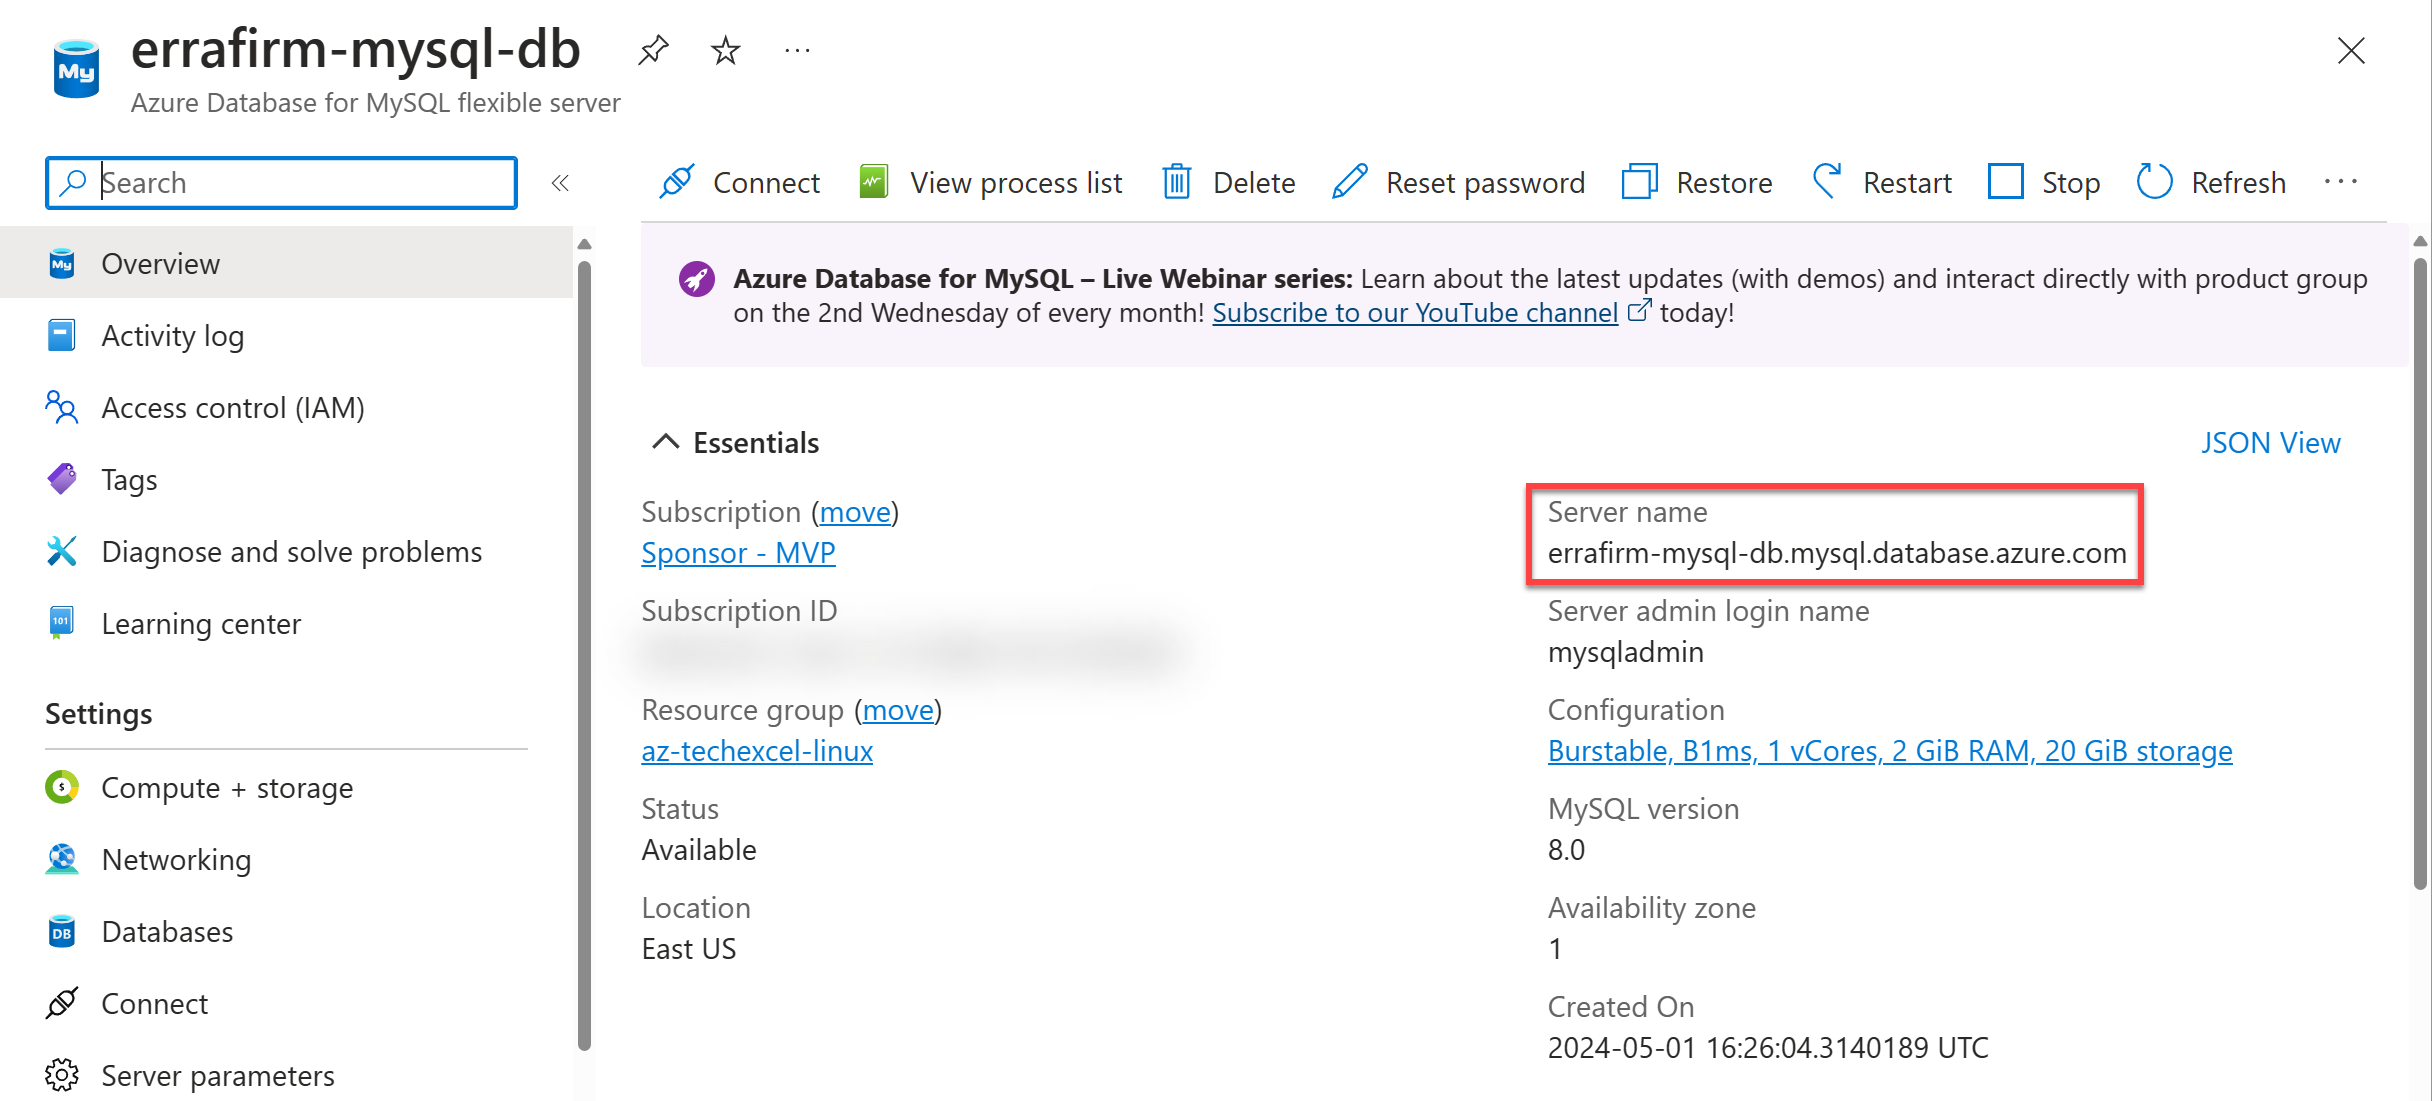 errafirm-mysql-db
Azure Database for MySQL flexible server
Search
Connect
View process list
Delete
Reset password
Restore
Restart
Stop
Refresh
Overview
Activity log
Access control (IAM)
Tags
Diagnose and solve problems
Learning center
Settings
Compute + storage
Networking
Databases
Connect
Server parameters
Azure Database for MySQL – Live Webinar series: Learn about the latest updates (with demos) and interact directly with product group
on the 2nd Wednesday of every month! Subscribe to our YouTube channel today!
Essentials
JSON View
Subscription (move)
Sponsor - MVP
Subscription ID
Resource group (move)
az-techexcel-linux
Status
Available
Location
East US
Server name
errafirm-mysql-db.mysql.database.azure.com
Server admin login name
mysqladmin
Configuration
Burstable, B1ms, 1 vCores, 2 GiB RAM, 20 GiB storage
MySQL version
8.0
Availability zone
1
Created On
2024-05-01 16:26:04.3140189 UTC